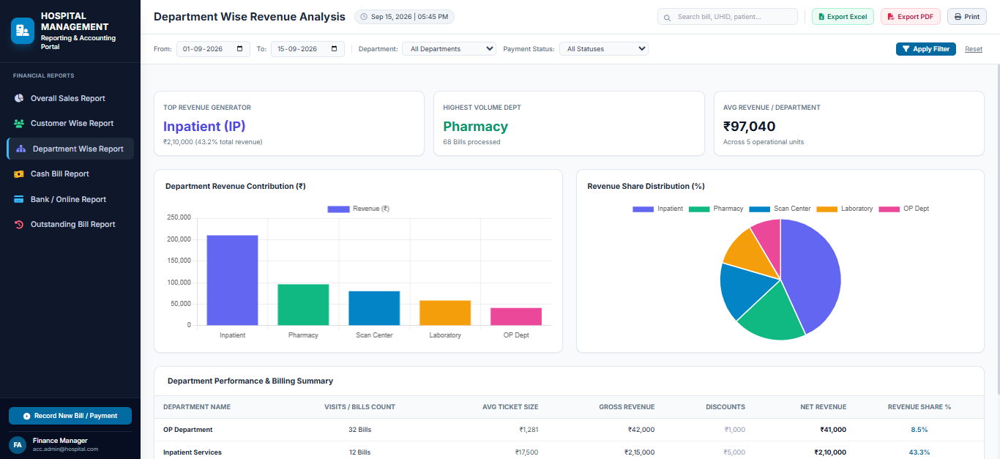 HOSPITAL
MANAGEMENT
Reporting & Accounting
Portal
FINANCIAL REPORTS
Overall Sales Report
Customer Wise Report
Department Wise Report
Cash Bill Report
Bank / Online Report
Outstanding Bill Report
Record New Bill / Payment
FA
Finance Manager
acc.admin@hospital.com
Department Wise Revenue Analysis
Sep 15, 2026 | 05:45 PM
Search bill, UHID, patient...
Export Excel
Export PDF
Print
From: 01-09-2026 To: 15-09-2026 Department: All Departments Payment Status: All Statuses
Apply Filter
Reset
TOP REVENUE GENERATOR
Inpatient (IP)
₹2,10,000 (43.2% total revenue)
HIGHEST VOLUME DEPT
Pharmacy
68 Bills processed
AVG REVENUE / DEPARTMENT
₹97,040
Across 5 operational units
Department Revenue Contribution (₹)
Revenue (₹)
250,000
200,000
150,000
100,000
50,000
0
Inpatient Pharmacy Scan Center Laboratory OP Dept
Revenue Share Distribution (%)
Inpatient Pharmacy Scan Center Laboratory OP Dept
Department Performance & Billing Summary
DEPARTMENT NAME VISITS / BILLS COUNT AVG TICKET SIZE GROSS REVENUE DISCOUNTS NET REVENUE REVENUE SHARE %
OP Department 32 Bills ₹1,281 ₹42,000 ₹1,000 ₹41,000 8.5%
Inpatient Services 12 Bills ₹17,500 ₹2,15,000 ₹5,000 ₹2,10,000 43.3%